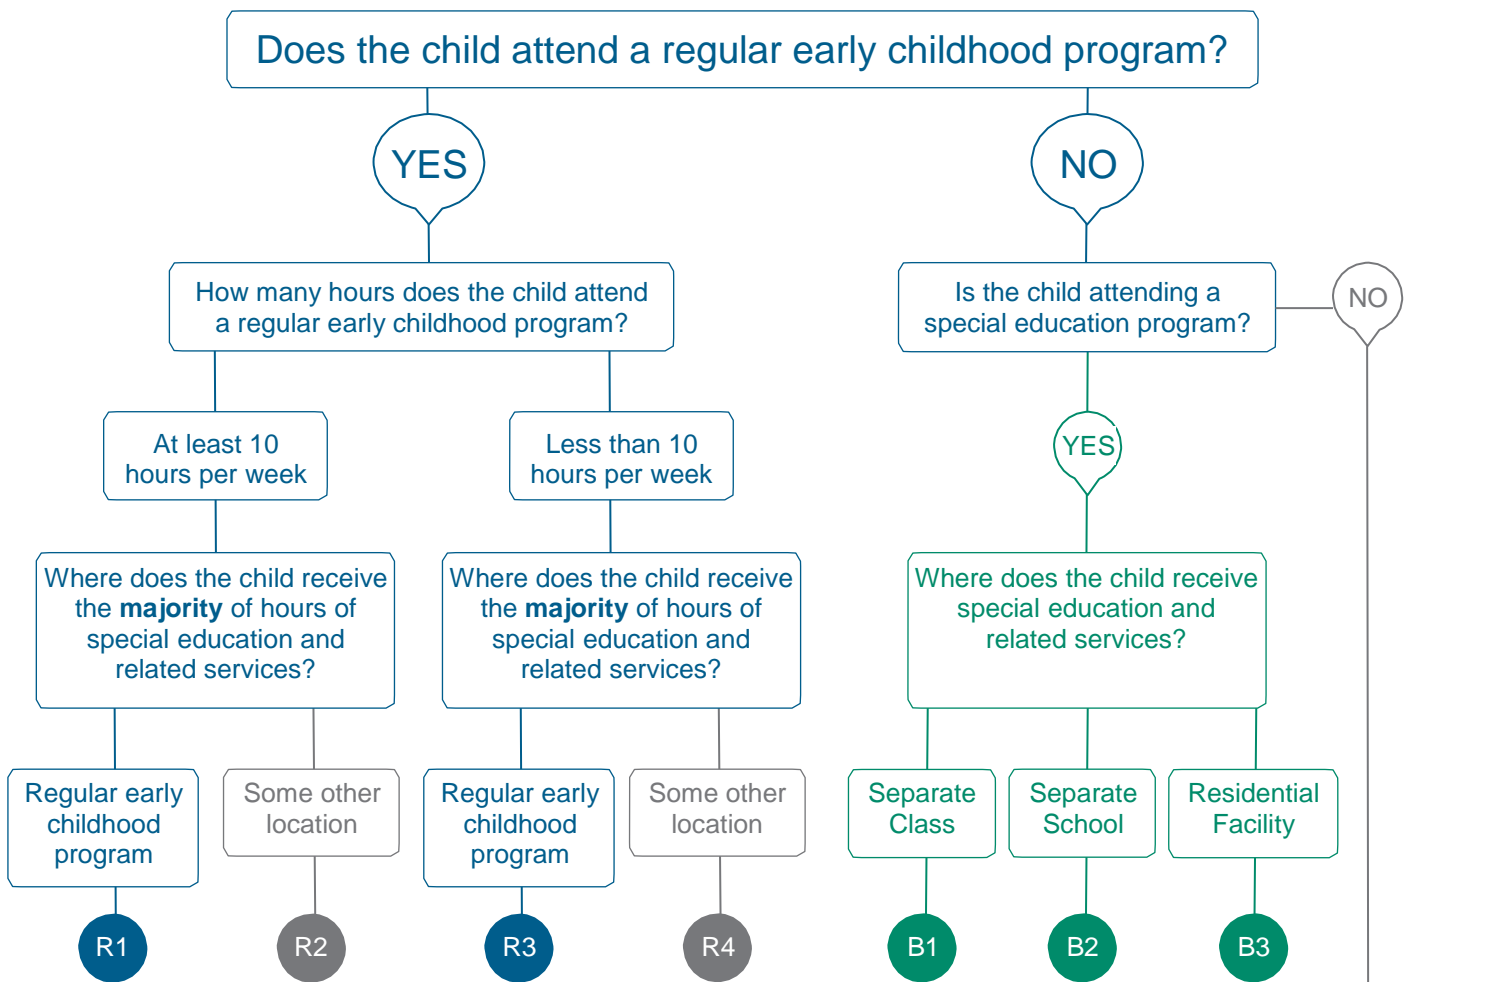 Does the child attend a regular early childhood program?
YES
NO
How many hours does the child attend
a regular early childhood program?
Is the child attending a
special education program?
NO
At least 10
hours per week
Less than 10
hours per week
YES
Where does the child receive
the majority of hours of
special education and
related services?
Where does the child receive
the majority of hours of
special education and
related services?
Where does the child receive
special education and
related services?
Regular early
childhood
program
Some other
location
Regular early
childhood
program
Some other
location
Separate
Class
Separate
School
Residential
Facility
R1
R2
R3
R4
B1
B2
B3